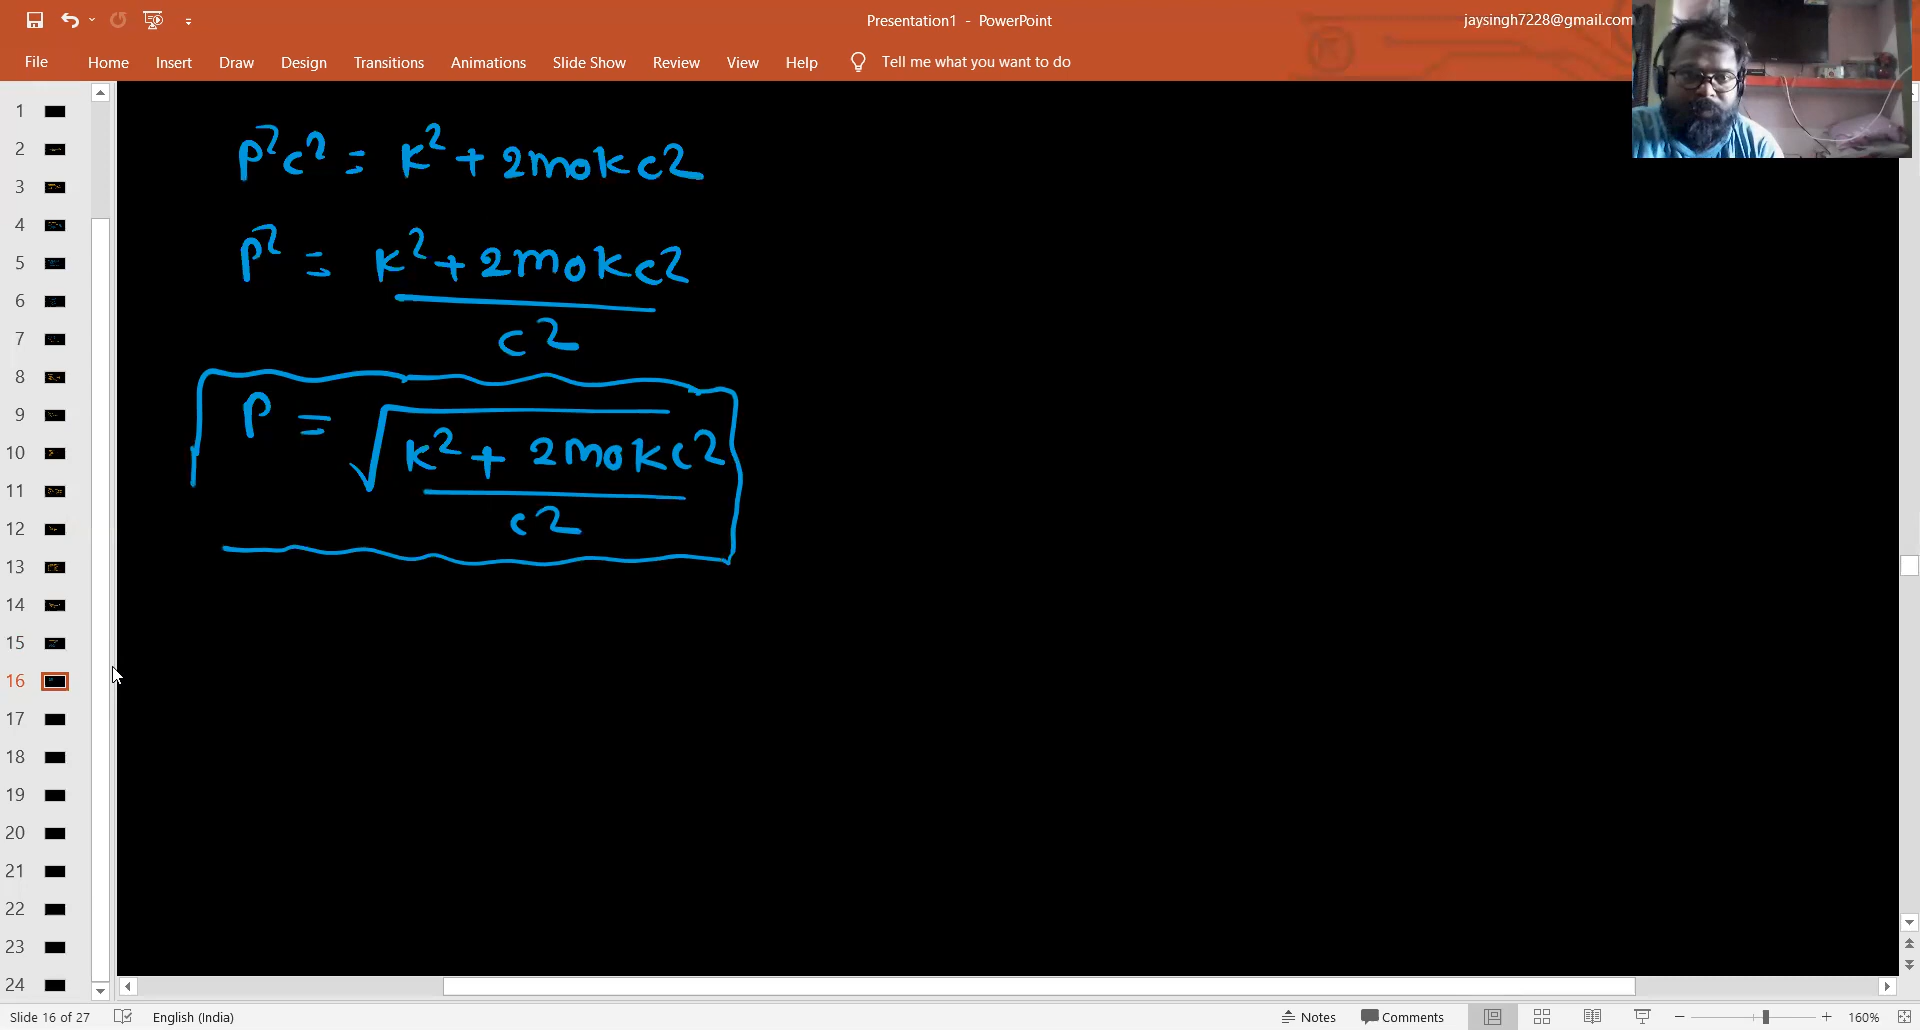 Presentation1 - PowerPoint
jaysingh7228@gmail.com
File Home Insert Draw Design Transitions Animations Slide Show Review View Help Tell me what you want to do
1
2
3
4
5
6
7
8
9
10
11
12
13
14
15
16
17
18
19
20
21
22
23
24
P²c² = K² + 2mokc2
P² = K² + 2mokc2
c2
P = √K2 + 2mokc2
c2
Slide 16 of 27 English (India) Notes Comments 160%